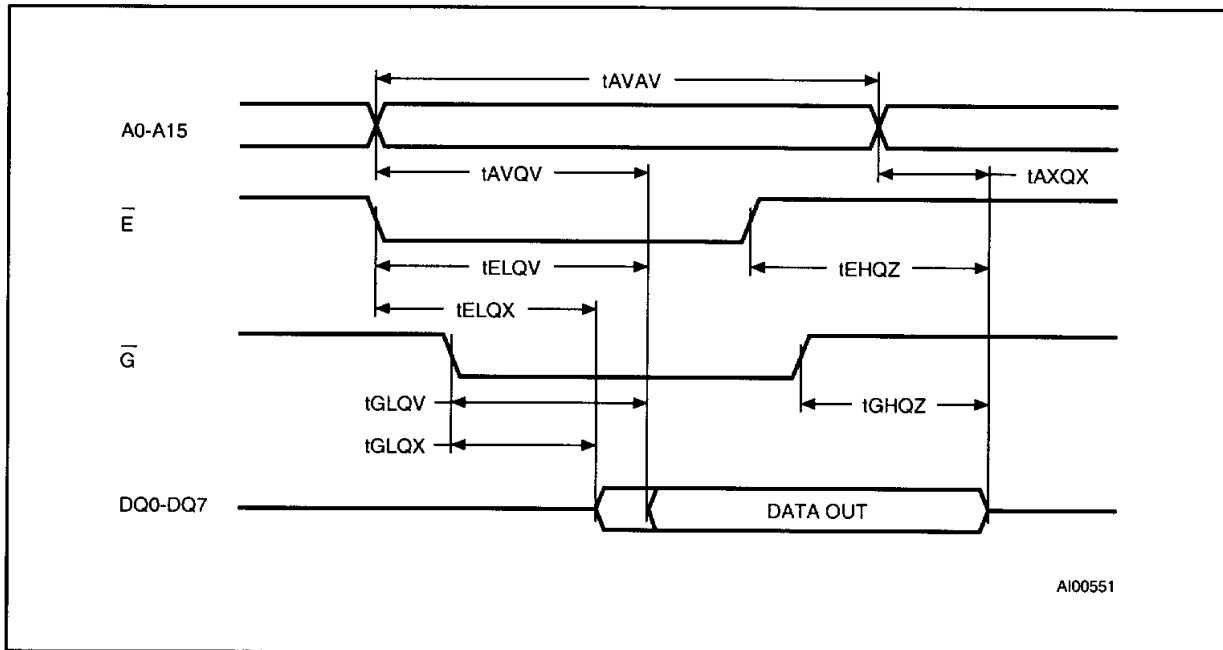 tAVAV
A0-A15
tAVQV
tAXQX
E
tELQV
tEHQZ
tELQX
G
tGLQV
tGHQZ
tGLQX
DQ0-DQ7
DATA OUT
AI00551